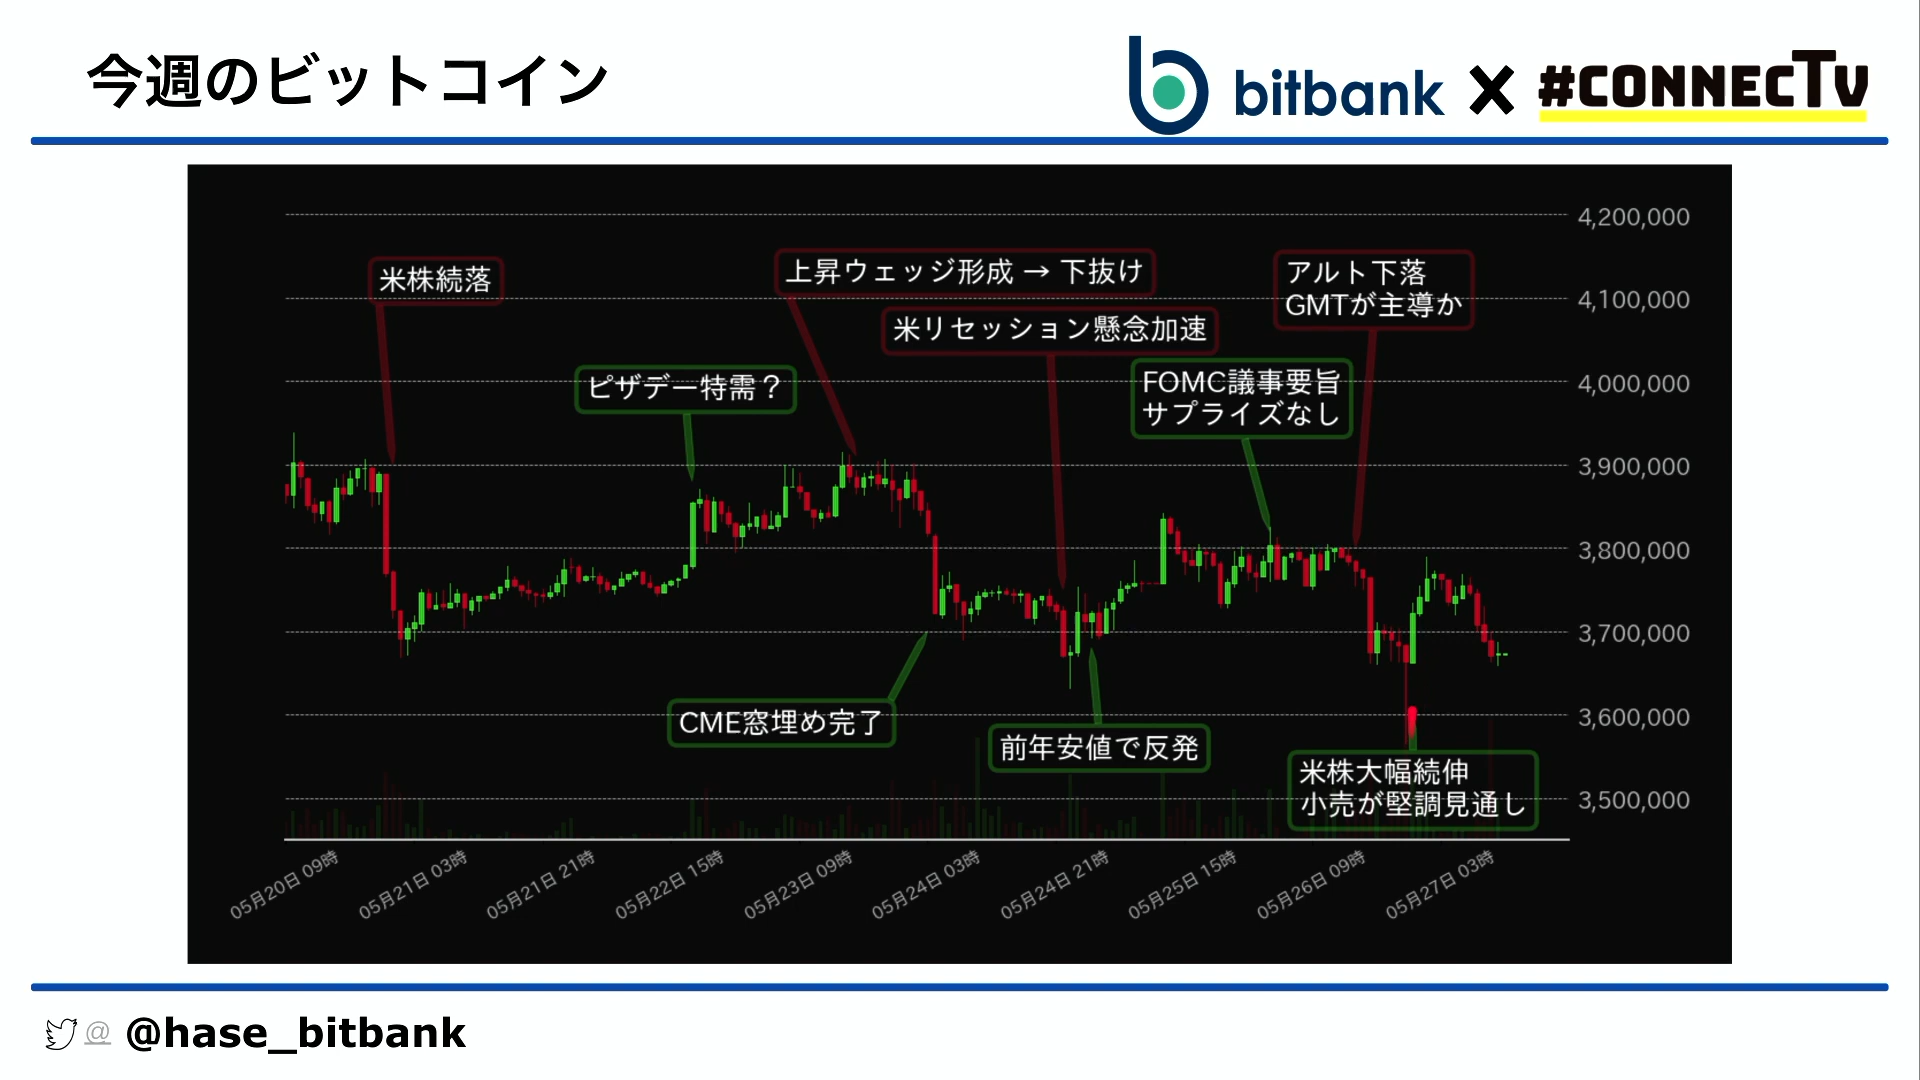 今週のビットコイン
bitbank × #CONNECTV
4,200,000
4,100,000
4,000,000
3,900,000
3,800,000
3,700,000
3,600,000
3,500,000
米株続落
上昇ウェッジ形成 → 下抜け
アルト下落
GMTが主導か
米リセッション懸念加速
ピザデー特需？
FOMC議事要旨
サプライズなし
CME窓埋め完了
前年安値で反発
米株大幅続伸
小売が堅調見通し
05月20日 09時
05月21日 03時
05月21日 21時
05月22日 15時
05月23日 09時
05月24日 03時
05月24日 21時
05月25日 15時
05月26日 09時
05月27日 03時
@ @hase_bitbank